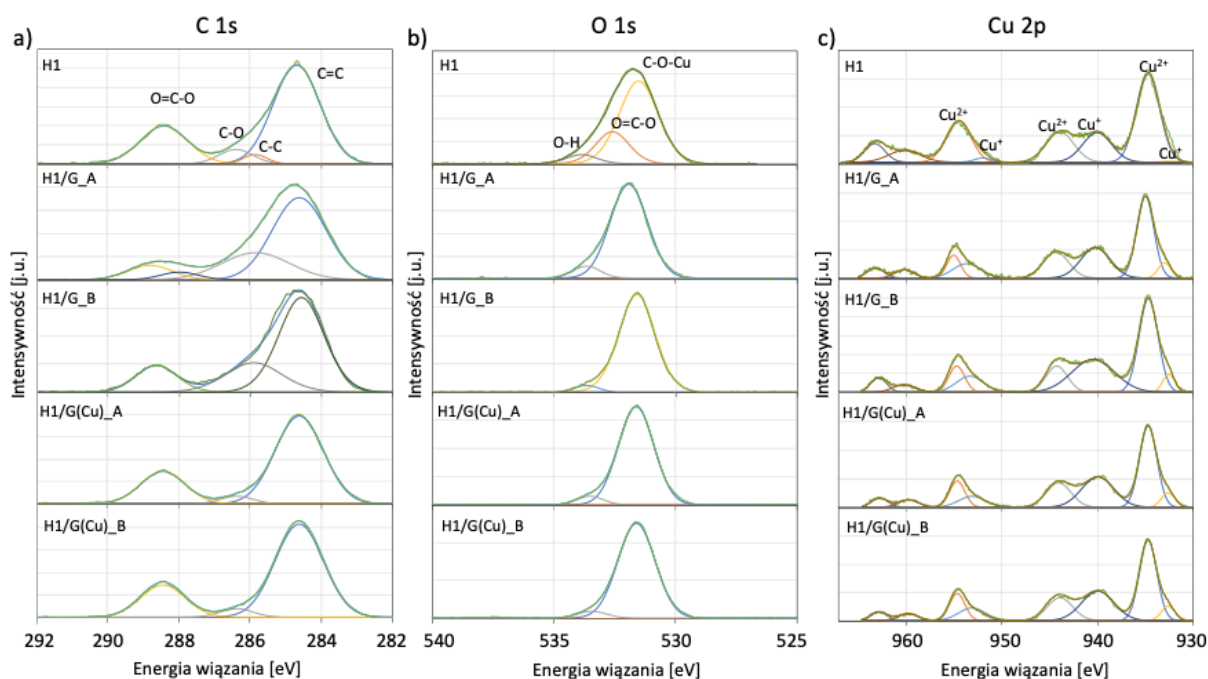 a) C 1s
H1
O=C-O
C-O
C-C
C=C
H1/G_A
H1/G_B
H1/G(Cu)_A
H1/G(Cu)_B
Intensywność [j.u.]
292 290 288 286 284 282
Energia wiązania [eV]
b) O 1s
H1
C-O-Cu
O=C-O
O-H
H1/G_A
H1/G_B
H1/G(Cu)_A
H1/G(Cu)_B
Intensywność [j.u.]
540 535 530 525
Energia wiązania [eV]
c) Cu 2p
H1
Cu2+
Cu+
Cu2+
Cu+
Cu2+
Cu+
H1/G_A
H1/G_B
H1/G(Cu)_A
H1/G(Cu)_B
Intensywność [j.u.]
960 950 940 930
Energia wiązania [eV]